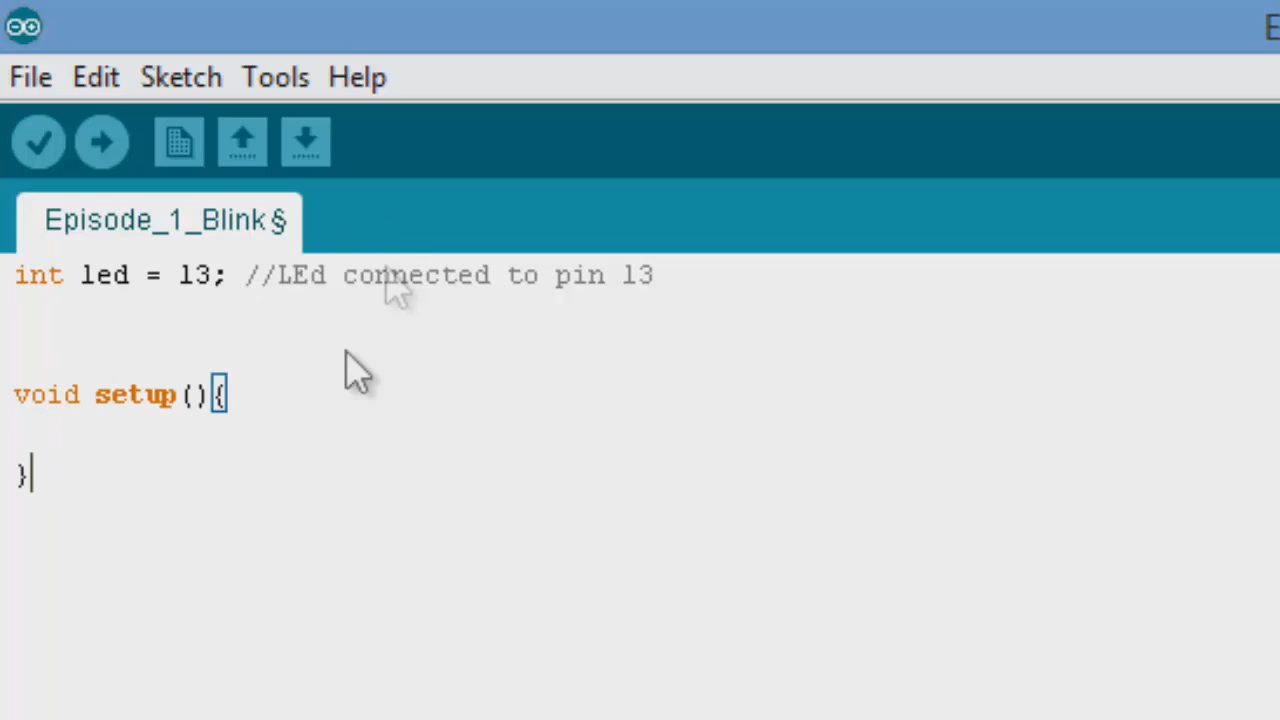 E
File Edit Sketch Tools Help
Episode_1_Blink§
int led = 13; //LEd connected to pin 13
void setup(){
}